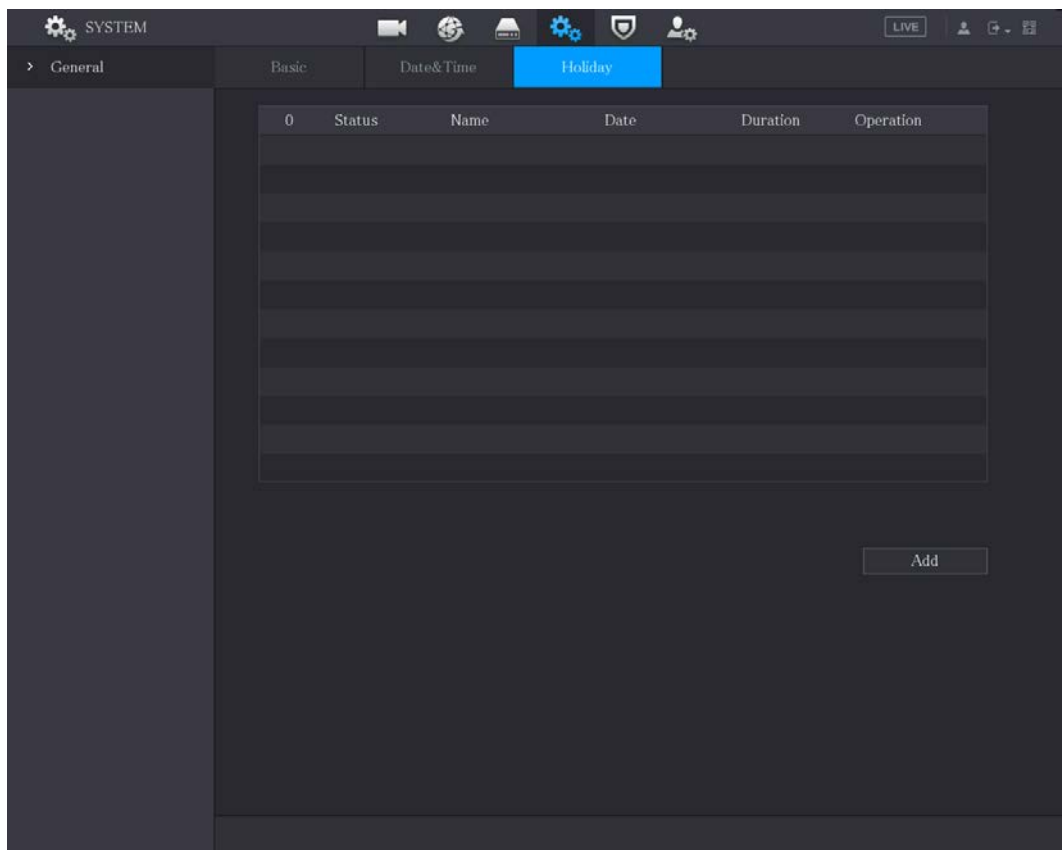 SYSTEM
LIVE
General
Basic
Date&Time
Holiday
0 Status Name Date Duration Operation
Add